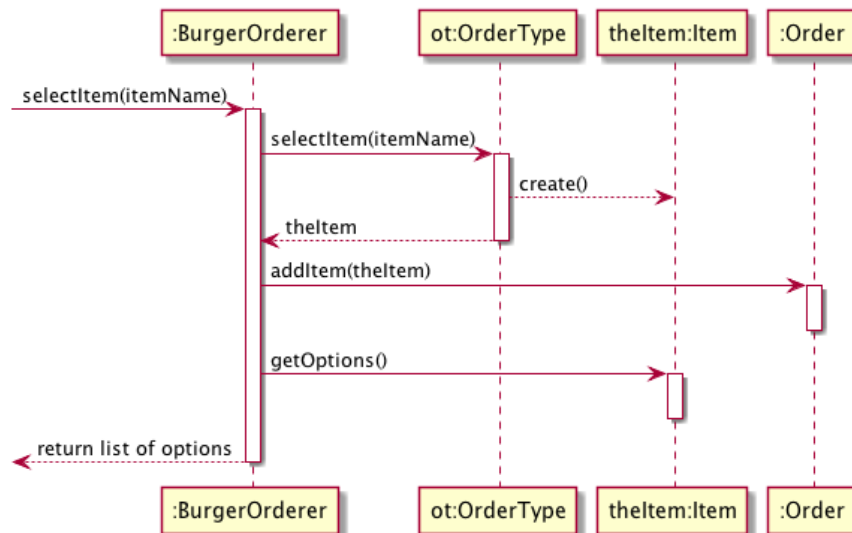 :BurgerOrderer ot:OrderType theItem:Item :Order
selectItem(itemName)
selectItem(itemName)
create()
theItem
addItem(theItem)
getOptions()
return list of options
:BurgerOrderer ot:OrderType theItem:Item :Order